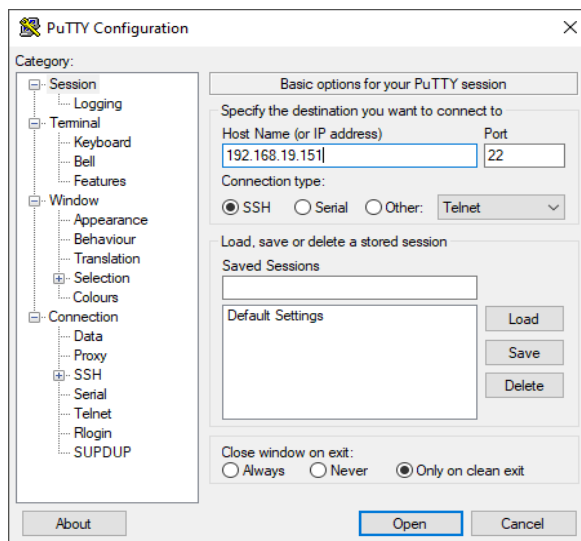 PuTTY Configuration
Category:
Session
Logging
Terminal
Keyboard
Bell
Features
Window
Appearance
Behaviour
Translation
Selection
Colours
Connection
Data
Proxy
SSH
Serial
Telnet
Rlogin
SUPDUP
Basic options for your PuTTY session
Specify the destination you want to connect to
Host Name (or IP address) Port
192.168.19.151 22
Connection type:
SSH Serial Other: Telnet
Load, save or delete a stored session
Saved Sessions
Default Settings
Load
Save
Delete
Close window on exit:
Always Never Only on clean exit
About Open Cancel